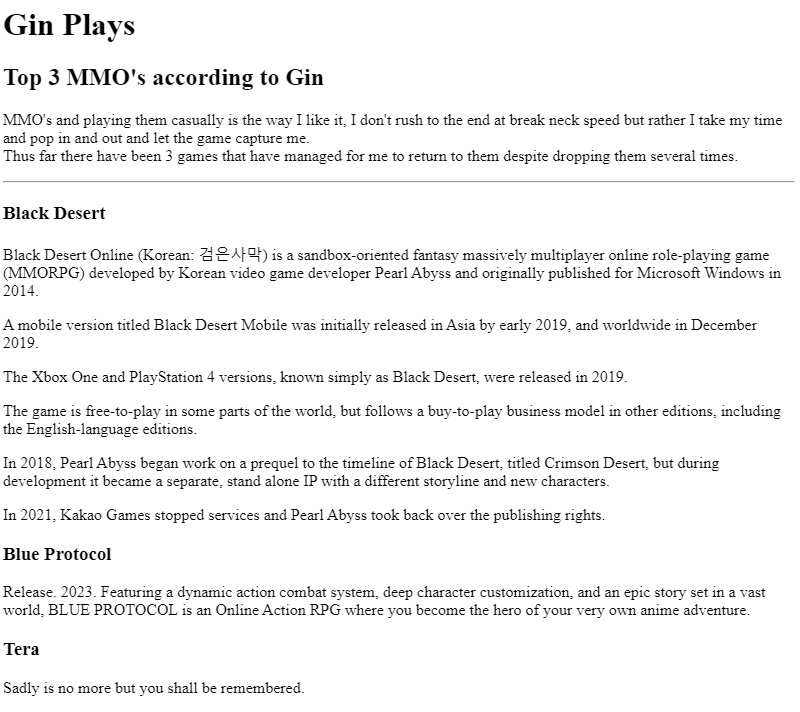 Gin Plays
Top 3 MMO's according to Gin
MMO's and playing them casually is the way I like it, I don't rush to the end at break neck speed but rather I take my time
and pop in and out and let the game capture me.
Thus far there have been 3 games that have managed for me to return to them despite dropping them several times.
Black Desert
Black Desert Online (Korean: 검은사막) is a sandbox-oriented fantasy massively multiplayer online role-playing game
(MMORPG) developed by Korean video game developer Pearl Abyss and originally published for Microsoft Windows in
2014.
A mobile version titled Black Desert Mobile was initially released in Asia by early 2019, and worldwide in December
2019.
The Xbox One and PlayStation 4 versions, known simply as Black Desert, were released in 2019.
The game is free-to-play in some parts of the world, but follows a buy-to-play business model in other editions, including
the English-language editions.
In 2018, Pearl Abyss began work on a prequel to the timeline of Black Desert, titled Crimson Desert, but during
development it became a separate, stand alone IP with a different storyline and new characters.
In 2021, Kakao Games stopped services and Pearl Abyss took back over the publishing rights.
Blue Protocol
Release. 2023. Featuring a dynamic action combat system, deep character customization, and an epic story set in a vast
world, BLUE PROTOCOL is an Online Action RPG where you become the hero of your very own anime adventure.
Tera
Sadly is no more but you shall be remembered.